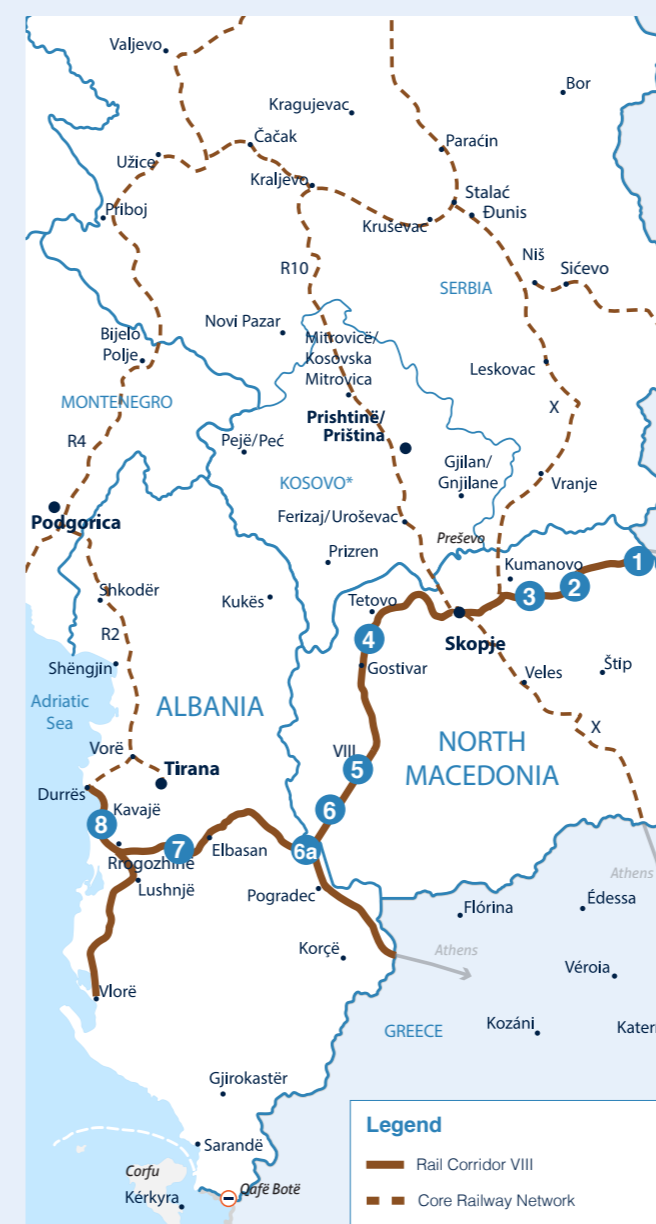 Valjevo
Bor
Kragujevac
Čačak
Paraćin
Užice
Kraljevo
Stalać
Priboj
Đunis
Kruševac
Niš
Sićevo
R10
SERBIA
Novi Pazar
Mitrovicë/
Kosovska
Mitrovica
Bijelo
Polje
Leskovac
MONTENEGRO
X
Prishtinë/
Priština
R4
Pejë/Peć
Gjilan/
Gnjilane
KOSOVO*
Vranje
Podgorica
Ferizaj/Uroševac
Preševo
Prizren
Kumanovo
1
2
3
Shkodër
Kukës
Tetovo
R2
4
Skopje
Shëngjin
Gostivar
Veles
Štip
Adriatic
Sea
ALBANIA
X
Vorë
VIII
NORTH
MACEDONIA
Tirana
5
Durrës
Kavajë
6
8
7
Elbasan
6a
Rrogozhinë
Lushnjë
Pogradec
Athens
Flórina
Édessa
Korçë
Athens
Véroia
Vlorë
GREECE
Kozáni
Kater
Gjirokastër
Legend
Sarandë
Rail Corridor VIII
Corfu
Qafë Botë
Kérkyra
Core Railway Network